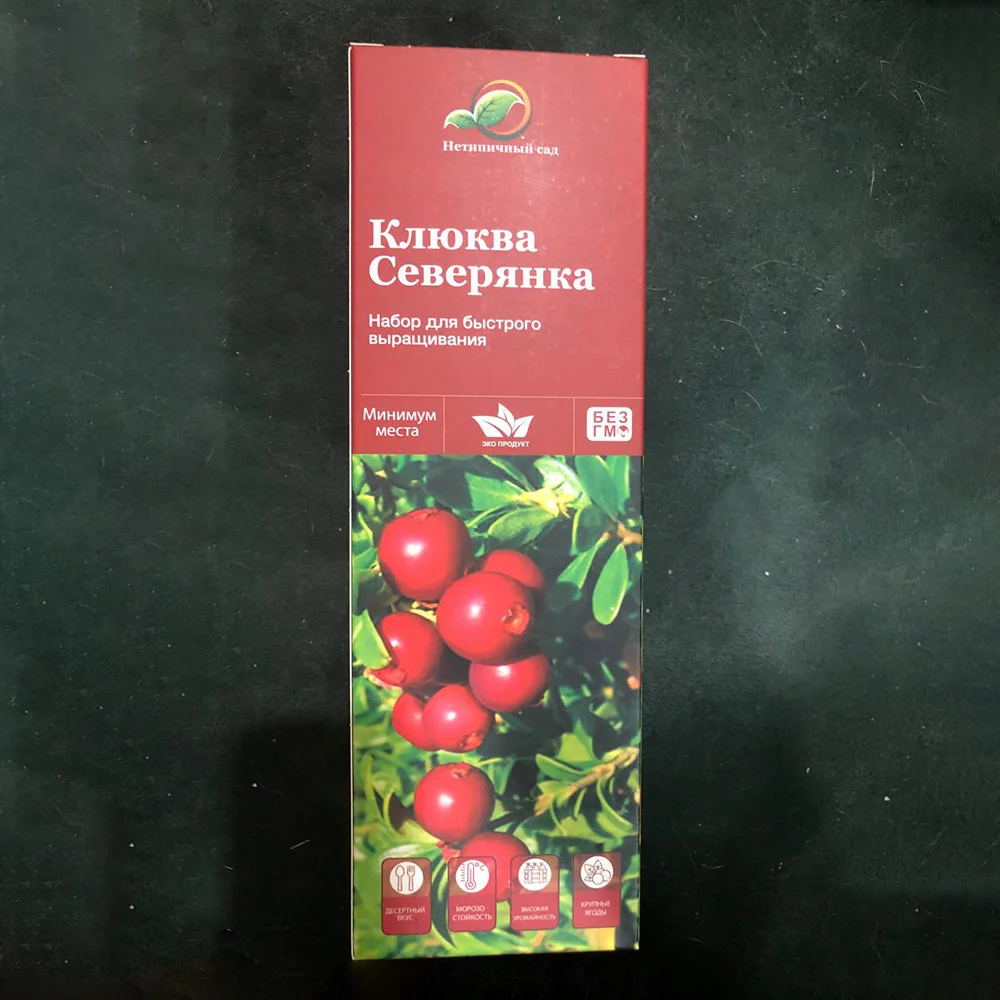 Нетипичный сад
Клюква
Северянка
Набор для быстрого
выращивания
Минимум
места
ЭКО ПРОДУКТ
БЕЗ
ГМО
°C
ДЕСЕРТНЫЙ
ВКУС
МОРОЗО
СТОЙКОСТЬ
ВЫСОКАЯ
УРОЖАЙНОСТЬ
КРУПНЫЕ
ЯГОДЫ